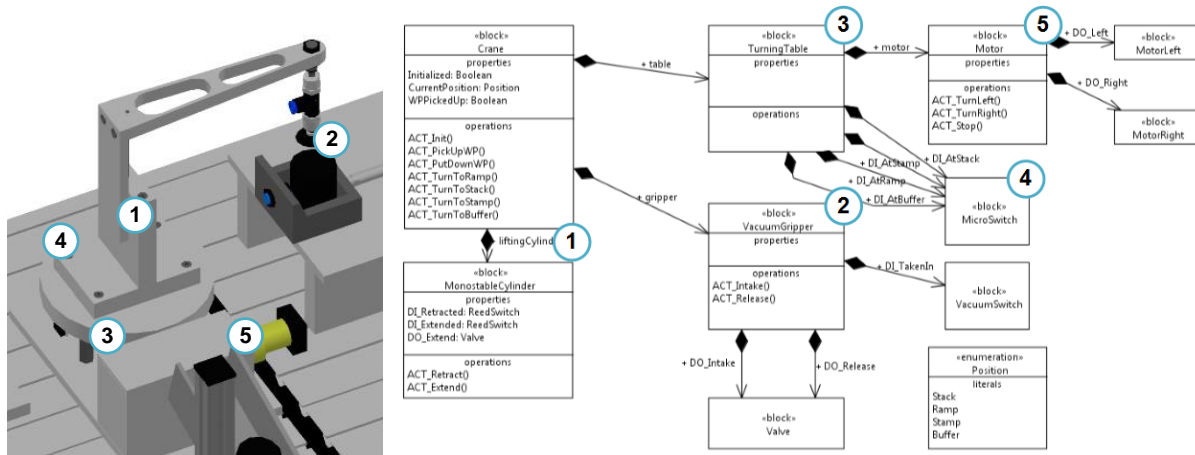 1
2
3
4
5
«block»
Crane
properties
Initialized: Boolean
CurrentPosition: Position
WPPickedUp: Boolean
operations
ACT_Init()
ACT_PickUpWP()
ACT_PutDownWP()
ACT_TurnToRamp()
ACT_TurnToStack()
ACT_TurnToStamp()
ACT_TurnToBuffer()
+ table
+ gripper
liftingCylind
1
«block»
MonostableCylinder
properties
DI_Retracted: ReedSwitch
DI_Extended: ReedSwitch
DO_Extend: Valve
operations
ACT_Retract()
ACT_Extend()
3
«block»
TurningTable
properties
operations
+ motor
5
«block»
Motor
properties
operations
ACT_TurnLeft()
ACT_TurnRight()
ACT_Stop()
+ DO_Left
«block»
MotorLeft
+ DO_Right
«block»
MotorRight
+ DI_AtStack
+ DI_AtStamp
+ DI_AtRamp
+ DI_AtBuffer
4
«block»
MicroSwitch
2
«block»
VacuumGripper
properties
operations
ACT_Intake()
ACT_Release()
+ DI_TakenIn
«block»
VacuumSwitch
+ DO_Intake
+ DO_Release
«block»
Valve
«enumeration»
Position
literals
Stack
Ramp
Stamp
Buffer